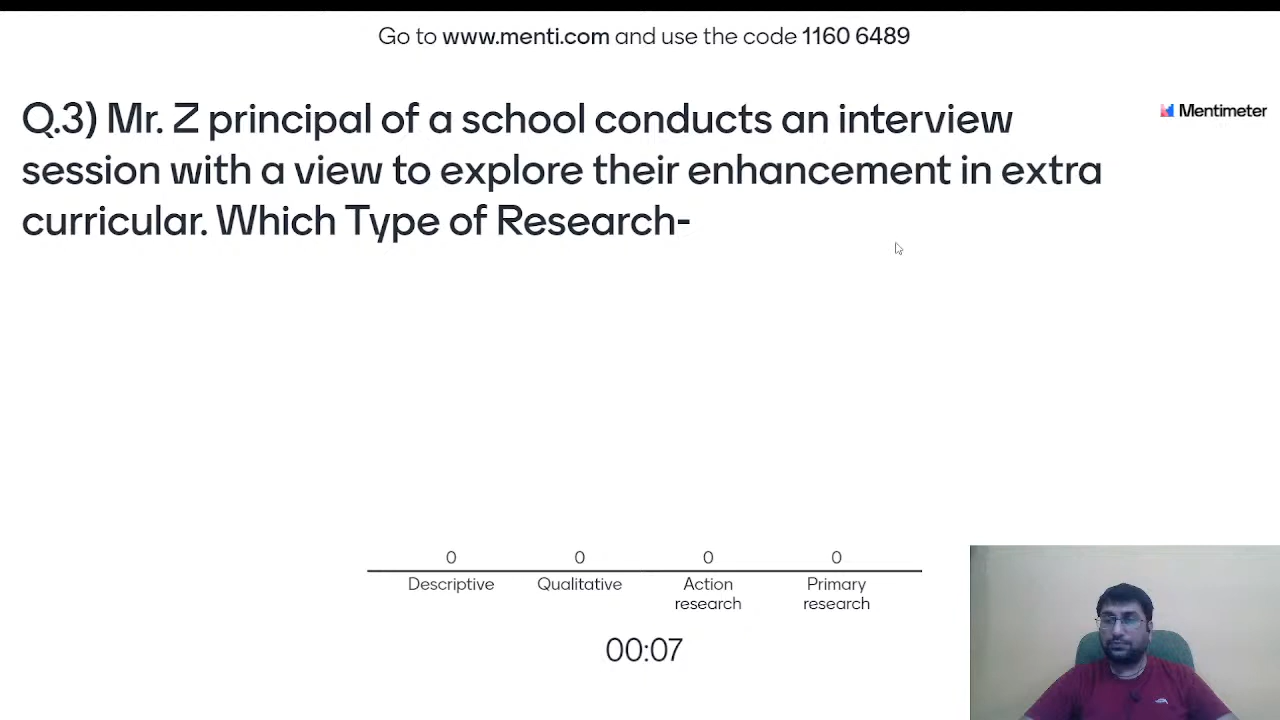 Go to www.menti.com and use the code 1160 6489
Mentimeter
Q.3) Mr. Z principal of a school conducts an interview
session with a view to explore their enhancement in extra
curricular. Which Type of Research-
0 0 0 0
Descriptive Qualitative Action research Primary research
00:07